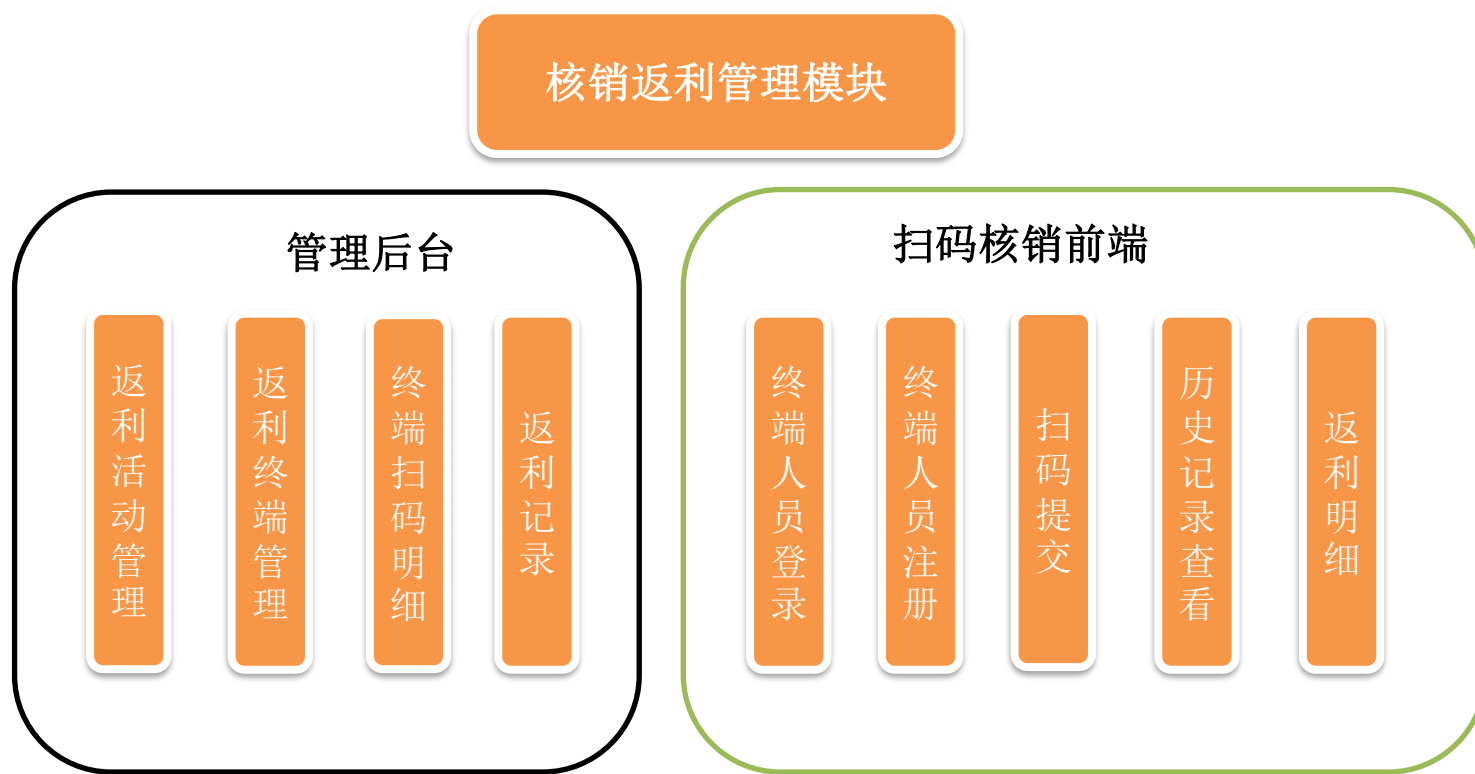 核销返利管理模块
管理后台
返利活动管理
返利终端管理
终端扫码明细
返利记录
扫码核销前端
终端人员登录
终端人员注册
扫码提交
历史记录查看
返利明细